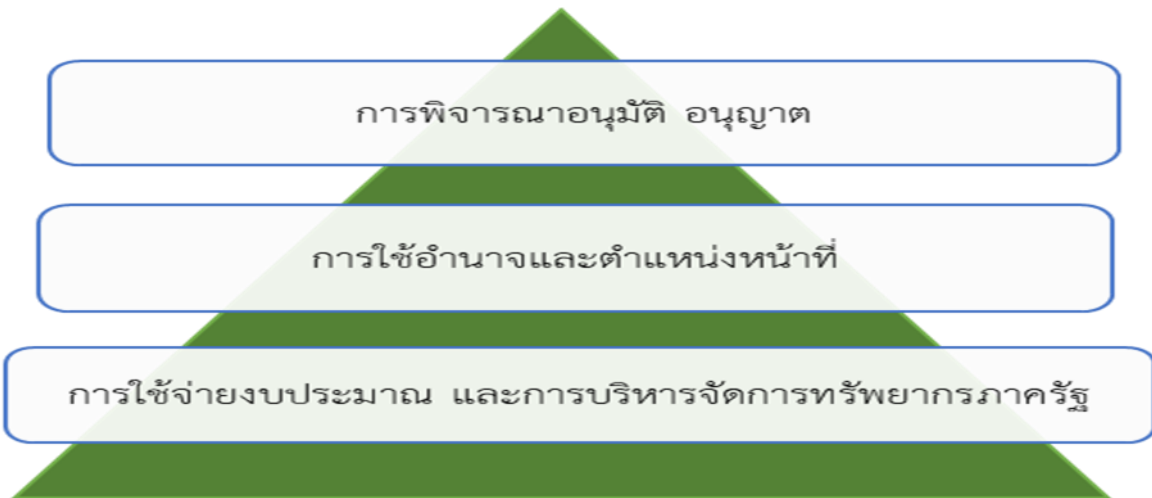 การพิจารณาอนุมัติ อนุญาต
การใช้อำนาจและตำแหน่งหน้าที่
การใช้จ่ายงบประมาณ และการบริหารจัดการทรัพยากรภาครัฐ